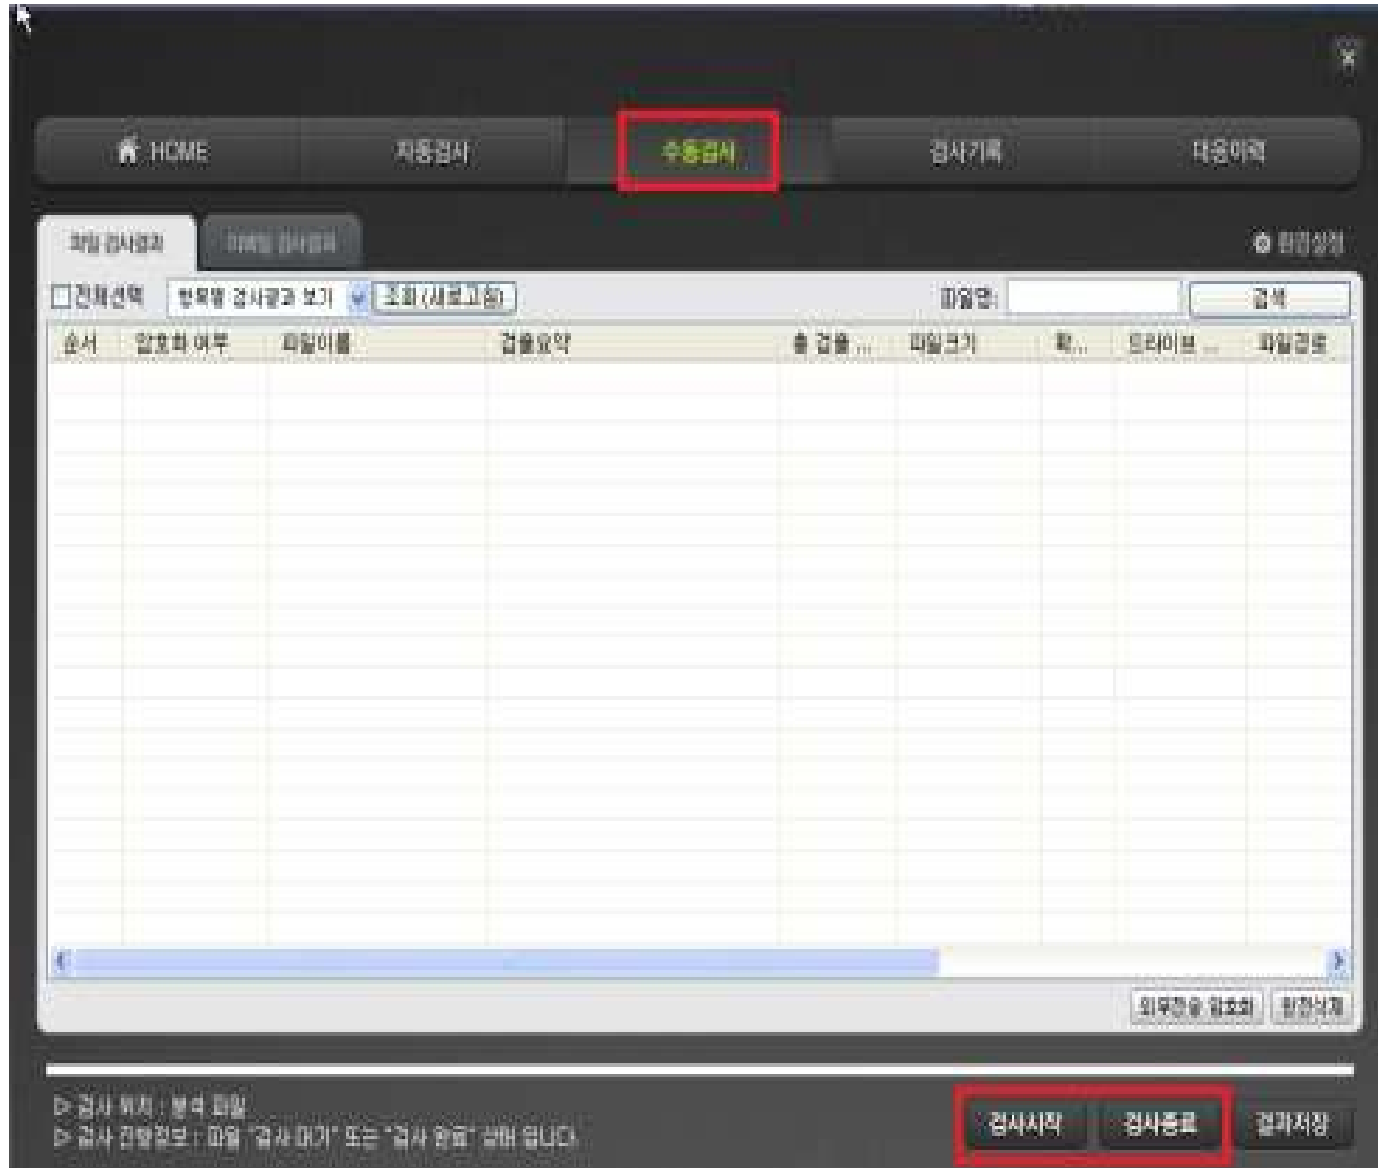 HOME 자동검사 수동검사 검사기록 대응이력
파일 검사결과 이메일 검사결과 환경설정
전체선택 항목별 검사결과 보기 조회(새로고침) 파일명: 검색
순서 암호화 여부 파일이름 검출요약 총 검출 ... 파일크기 확... 드라이브 ... 파일경로
외부전송 암호화 완전삭제
▷ 검사 위치 : 분석 파일
▷ 검사 진행정보 : 파일 "검사 대기" 또는 "검사 완료" 상태 입니다.
검사시작 검사종료 결과저장